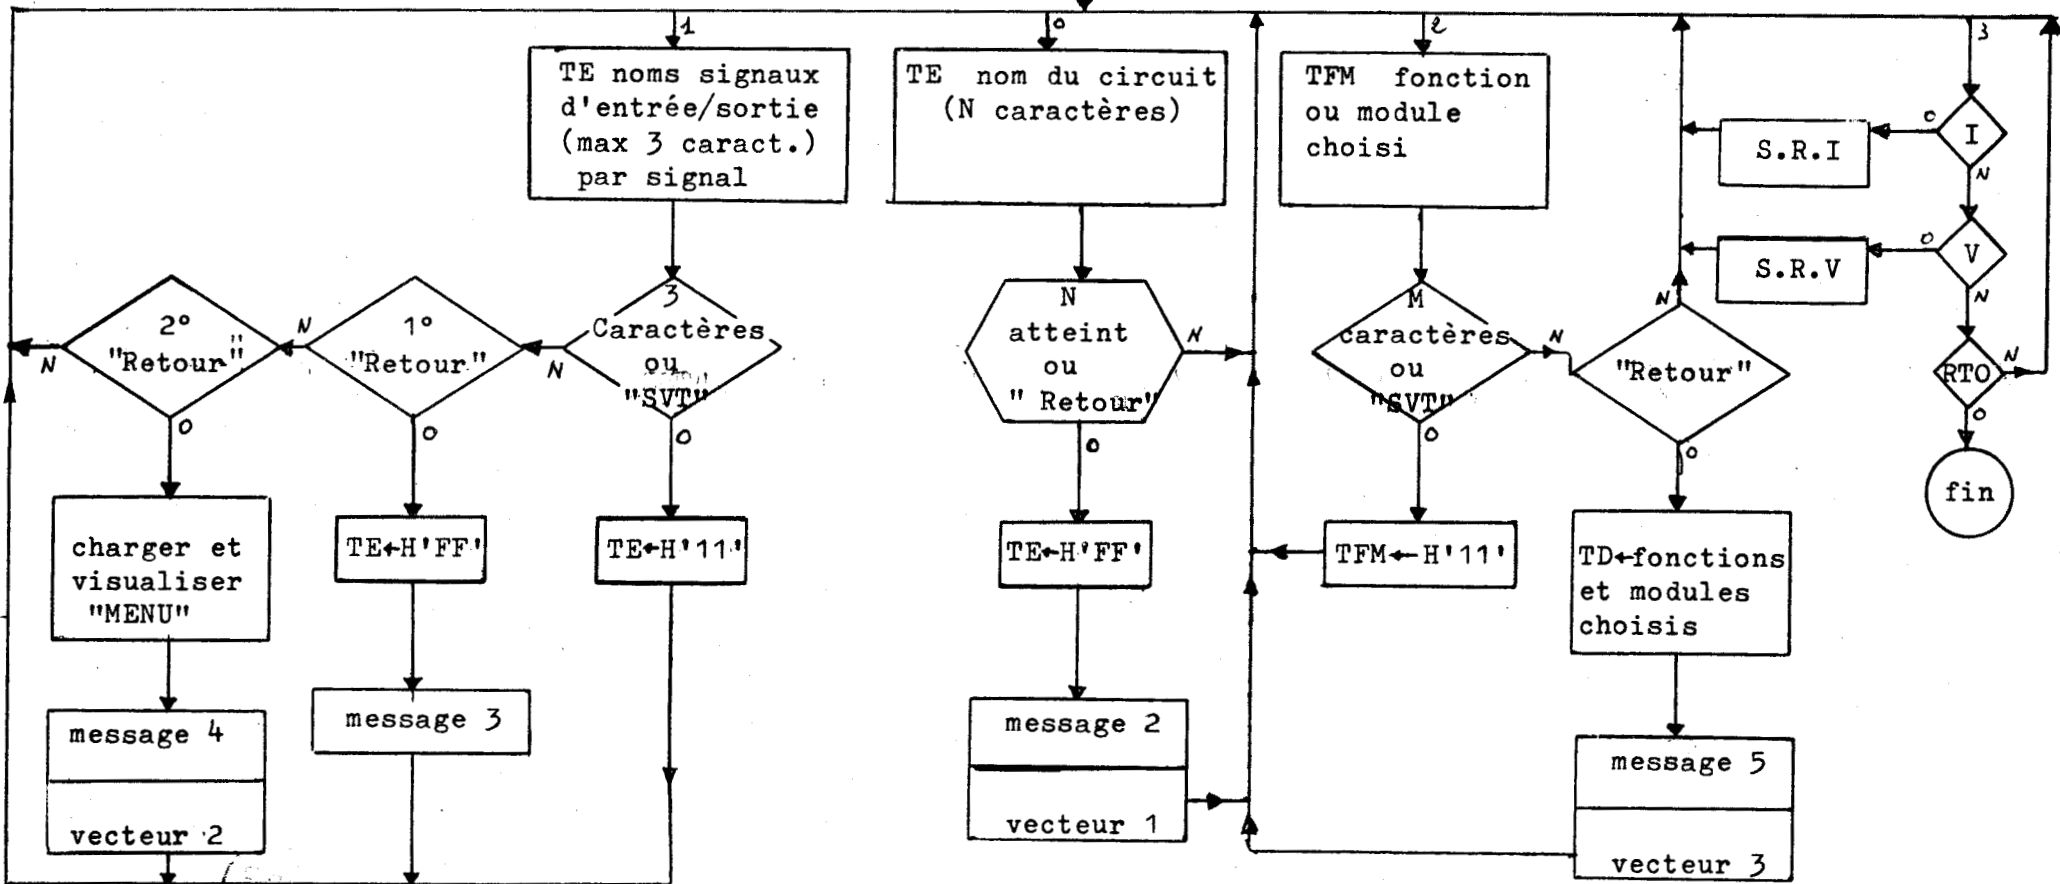 1
TE noms signaux
d'entrée/sortie
(max 3 caract.)
par signal
3
Caractères
ou
"SVT"
N
O
1°
"Retour"
N
O
2°
"Retour"
N
O
charger et
visualiser
"MENU"
message 4
vecteur 2
TE←H'FF'
message 3
TE←H'11'
0
TE nom du circuit
(N caractères)
N
atteint
ou
" Retour"
N
O
TE←H'FF'
message 2
vecteur 1
2
TFM fonction
ou module
choisi
M
caractères
ou
"SVT"
N
O
TFM←H'11'
"Retour"
N
O
TD←fonctions
et modules
choisis
message 5
vecteur 3
3
I
O
N
S.R.I
V
O
N
S.R.V
RTO
N
O
fin